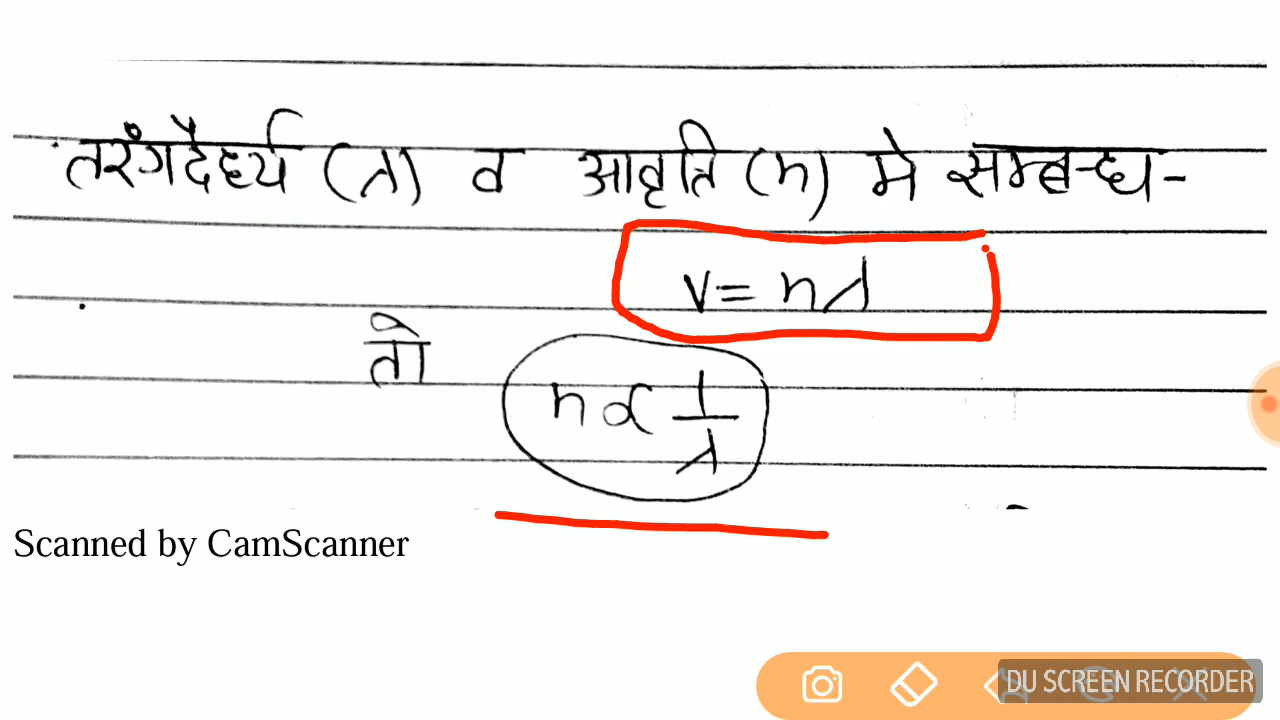 तरंगदैर्ध्य (λ) व आवृति (n) मे सम्बन्ध-
v = nλ
तो
n ∝ 1/λ
Scanned by CamScanner
DU SCREEN RECORDER